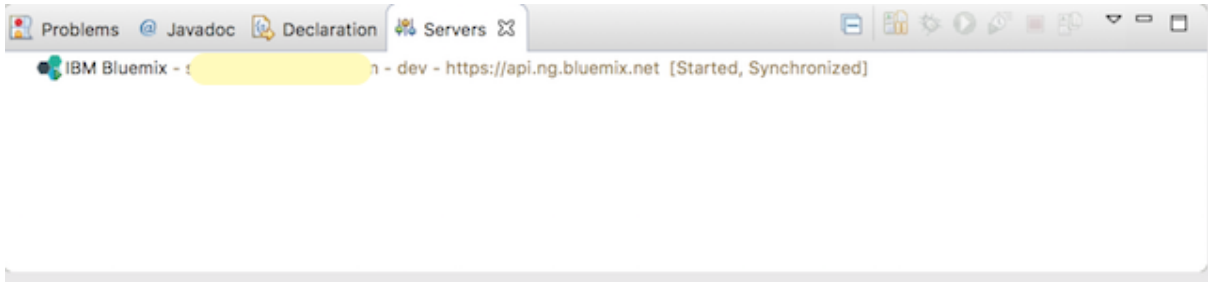 Problems @ Javadoc Declaration Servers
IBM Bluemix - s n - dev - https://api.ng.bluemix.net [Started, Synchronized]